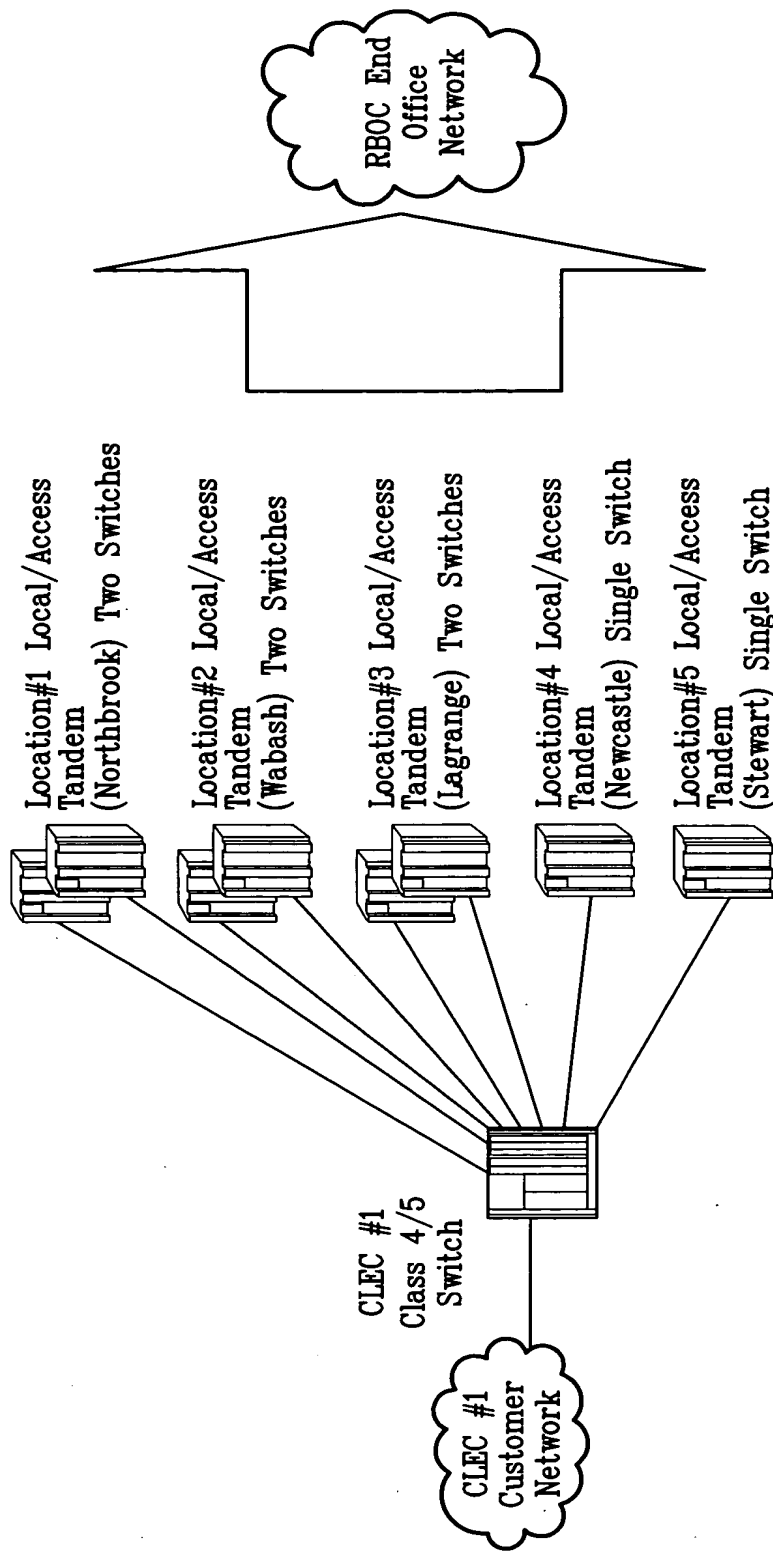 CLEC #1
Customer
Network
CLEC #1
Class 4/5
Switch
Location#1 Local/Access
Tandem
(Northbrook) Two Switches
Location#2 Local/Access
Tandem
(Wabash) Two Switches
Location#3 Local/Access
Tandem
(Lagrange) Two Switches
Location#4 Local/Access
Tandem
(Newcastle) Single Switch
Location#5 Local/Access
Tandem
(Stewart) Single Switch
RBOC End
Office
Network